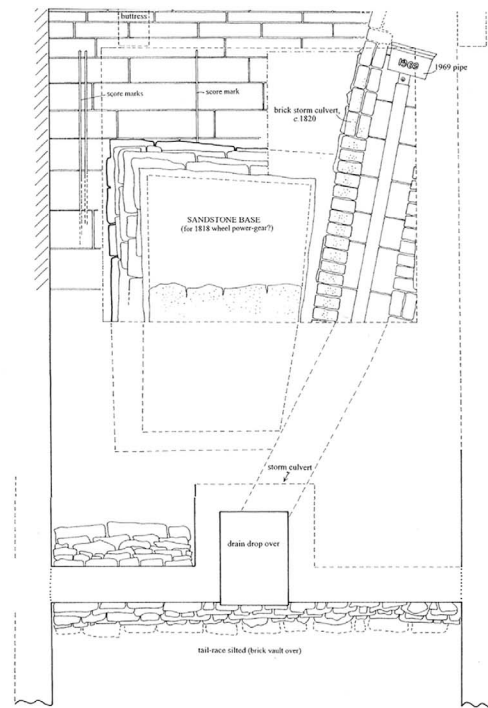 buttress
1969
1969 pipe
score marks
score mark
brick storm culvert,
c.1820
SANDSTONE BASE
(for 1818 wheel power-gear?)
storm culvert
drain drop over
tail-race silted (brick vault over)